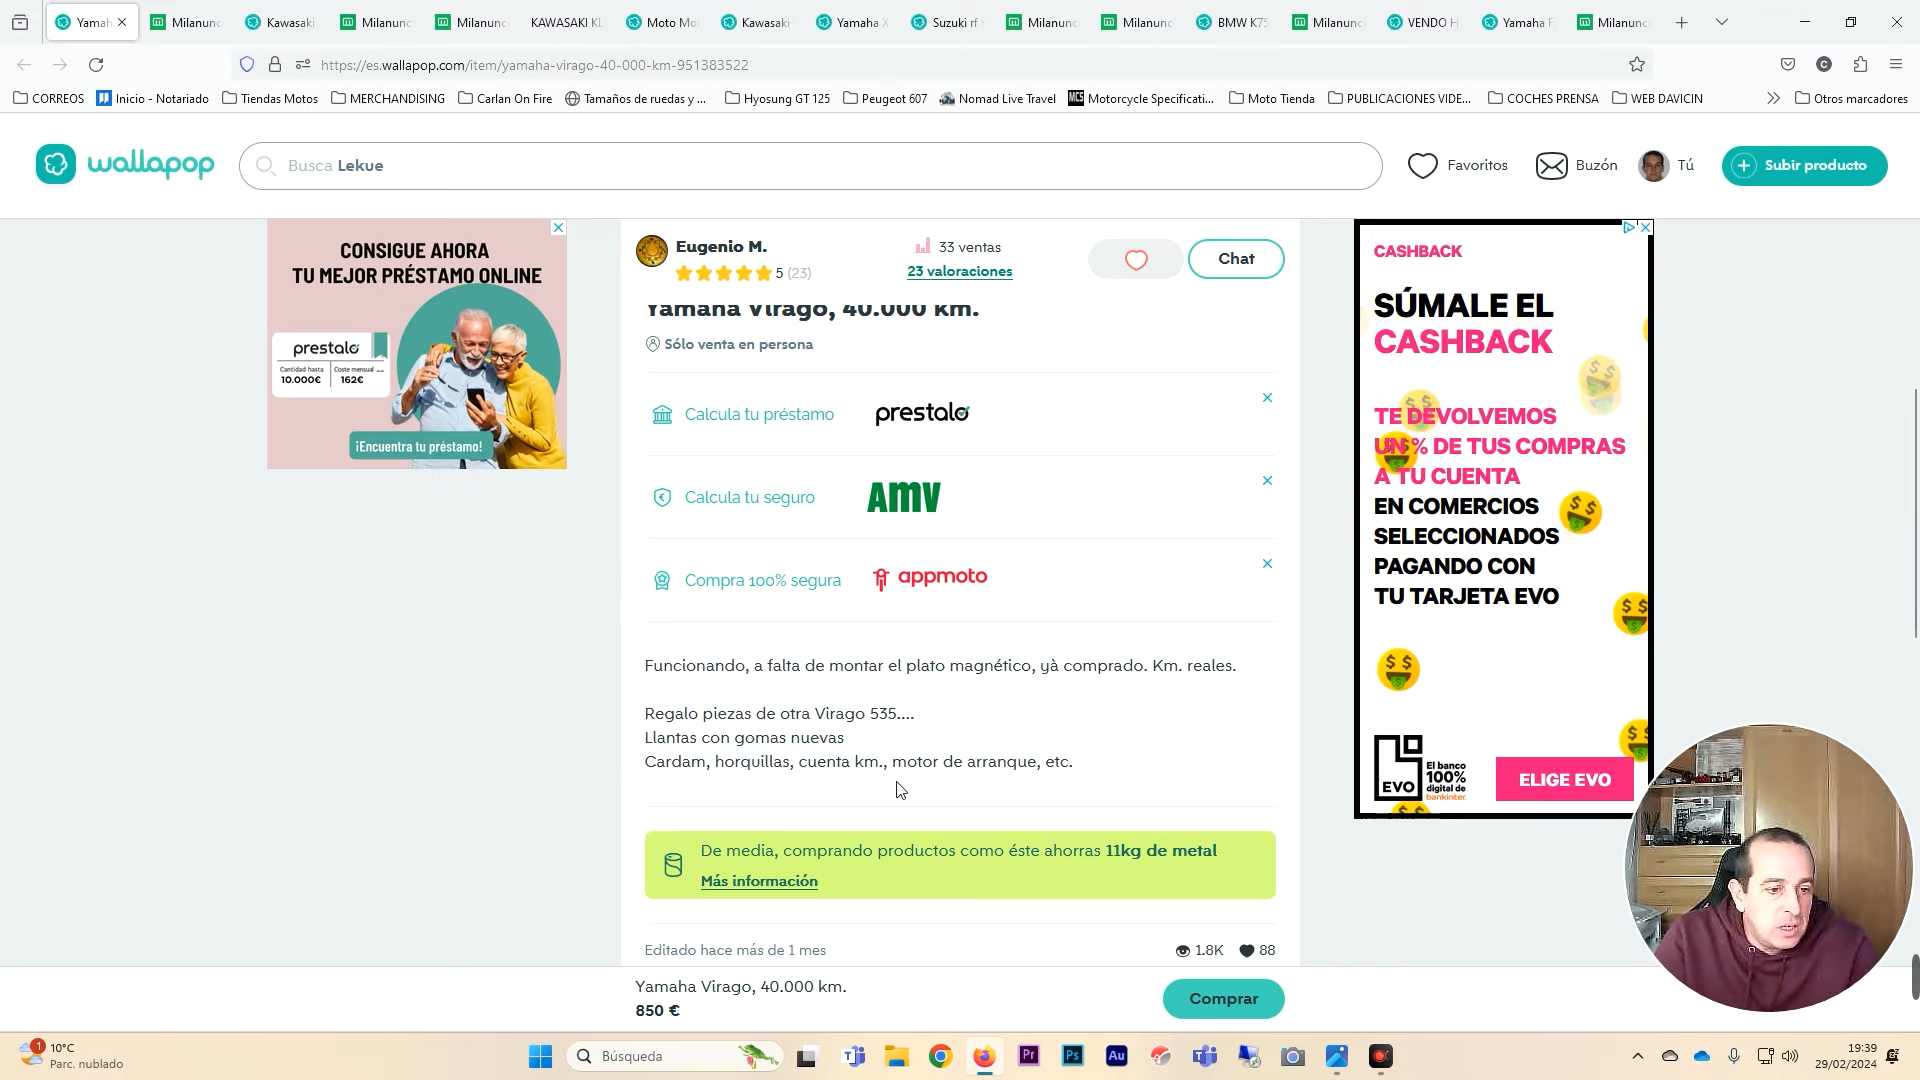 Yamah
Milanunc
Kawasaki
Milanunc
Milanunc
KAWASAKI KL
Moto Mo
Kawasaki
Yamaha X
Suzuki rf
Milanunc
Milanunc
BMW K75
Milanunc
VENDO H
Yamaha F
Milanunc
https://es.wallapop.com/item/yamaha-virago-40-000-km-951383522
CORREOS
Inicio - Notariado
Tiendas Motos
MERCHANDISING
Carlan On Fire
Tamaños de ruedas y ...
Hyosung GT 125
Peugeot 607
Nomad Live Travel
Motorcycle Specificati...
Moto Tienda
PUBLICACIONES VIDE...
COCHES PRENSA
WEB DAVICIN
Otros marcadores
wallapop
Busca Lekue
Favoritos
Buzón
Tú
Subir producto
CONSIGUE AHORA
TU MEJOR PRÉSTAMO ONLINE
prestalo
Cantidad hasta
10.000€
Coste mensual
162€
¡Encuentra tu préstamo!
Eugenio M.
5 (23)
33 ventas
23 valoraciones
Chat
Yamaha Virago, 40.000 km.
Sólo venta en persona
Calcula tu préstamo
prestalo
Calcula tu seguro
AMV
Compra 100% segura
appmoto
Funcionando, a falta de montar el plato magnético, yà comprado. Km. reales.
Regalo piezas de otra Virago 535....
Llantas con gomas nuevas
Cardam, horquillas, cuenta km., motor de arranque, etc.
De media, comprando productos como éste ahorras 11kg de metal
Más información
Editado hace más de 1 mes
1.8K
88
Yamaha Virago, 40.000 km.
850 €
Comprar
CASHBACK
SÚMALE EL
CASHBACK
TE DEVOLVEMOS
UN % DE TUS COMPRAS
A TU CUENTA
EN COMERCIOS
SELECCIONADOS
PAGANDO CON
TU TARJETA EVO
EVO
El banco
100%
digital de
bankinter.
ELIGE EVO
1
10°C
Parc. nublado
Búsqueda
19:39
29/02/2024